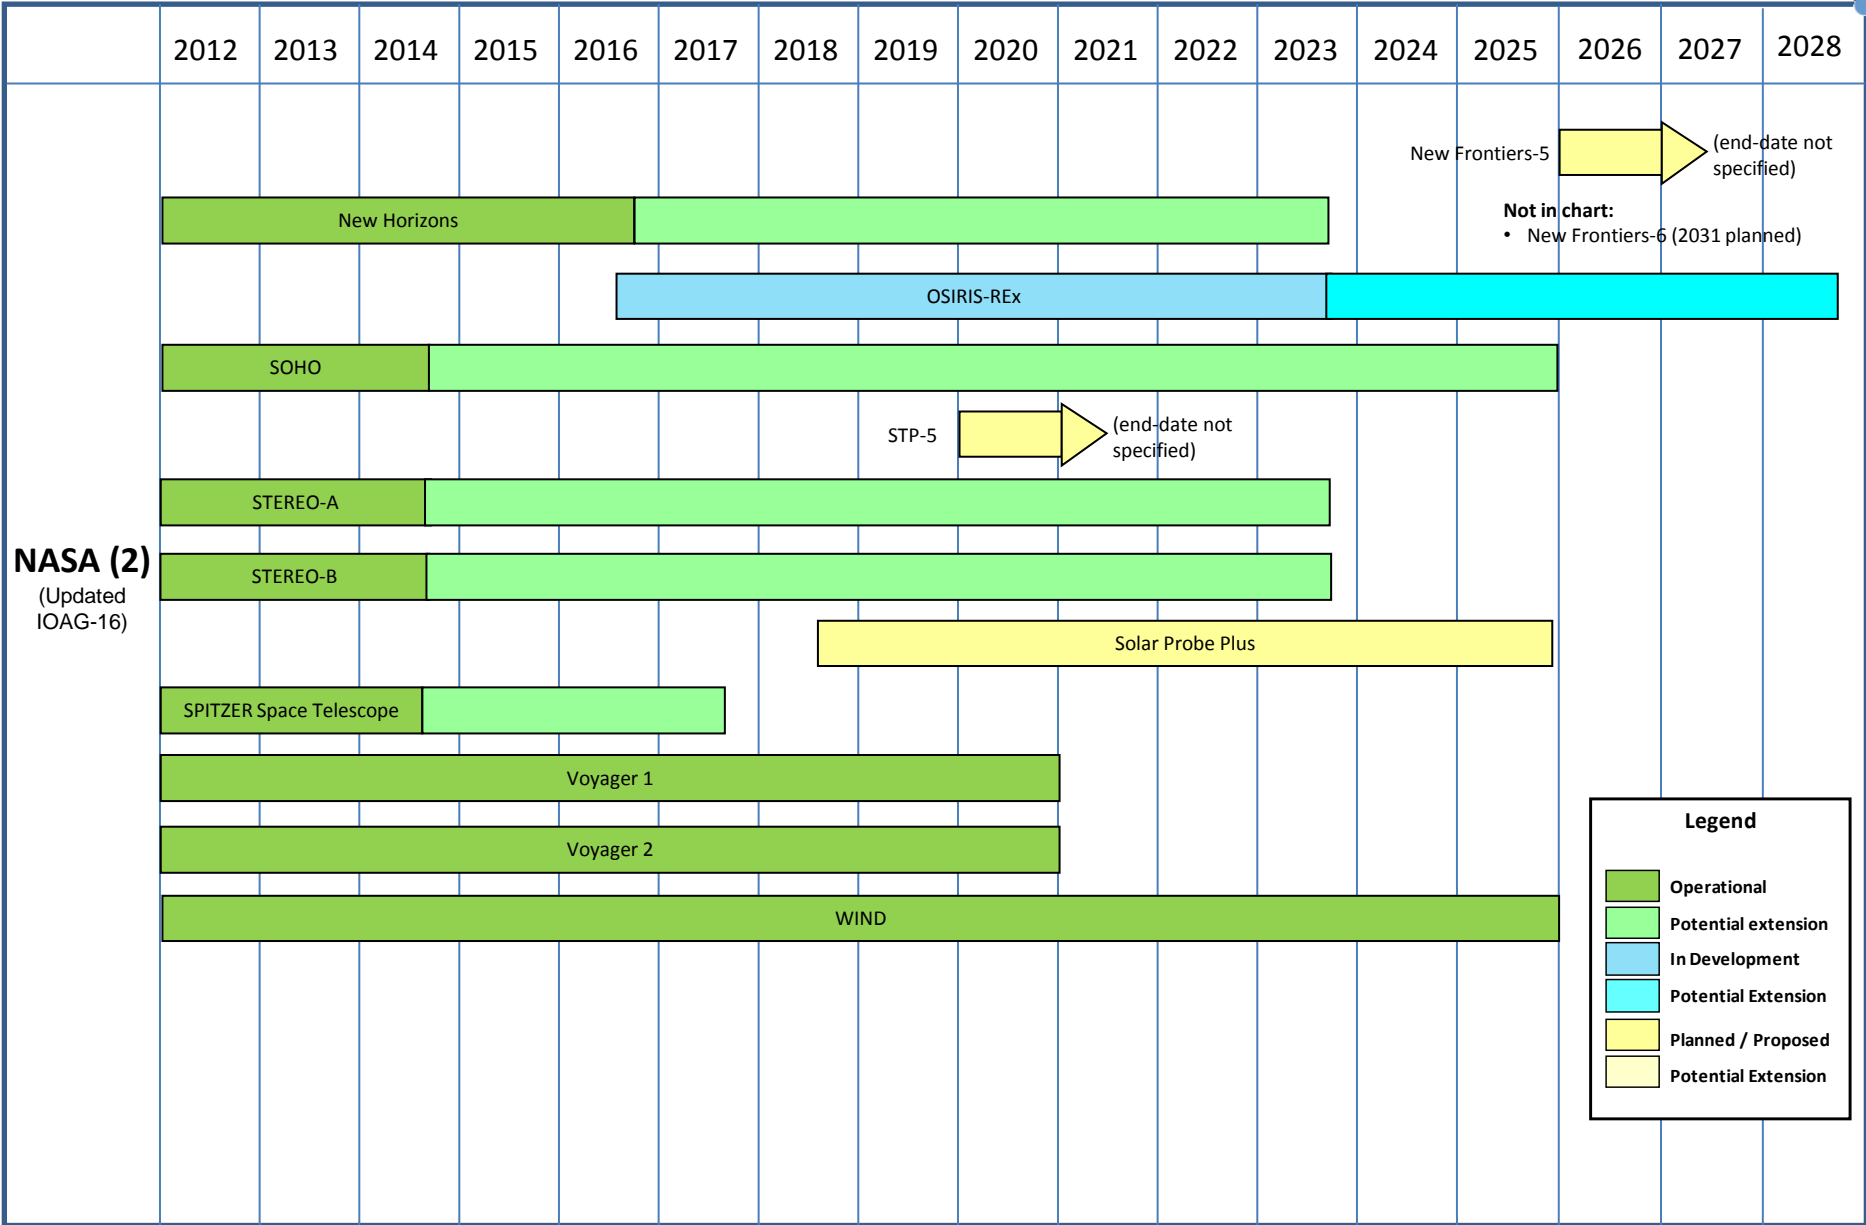 2012 2013 2014 2015 2016 2017 2018 2019 2020 2021 2022 2023 2024 2025 2026 2027 2028
New Frontiers-5
(end-date not
specified)
New Horizons
Not in chart:
• New Frontiers-6 (2031 planned)
OSIRIS-REx
SOHO
STP-5
(end-date not
specified)
STEREO-A
NASA (2)
(Updated
IOAG-16)
STEREO-B
Solar Probe Plus
SPITZER Space Telescope
Voyager 1
Voyager 2
WIND
Legend
Operational
Potential extension
In Development
Potential Extension
Planned / Proposed
Potential Extension